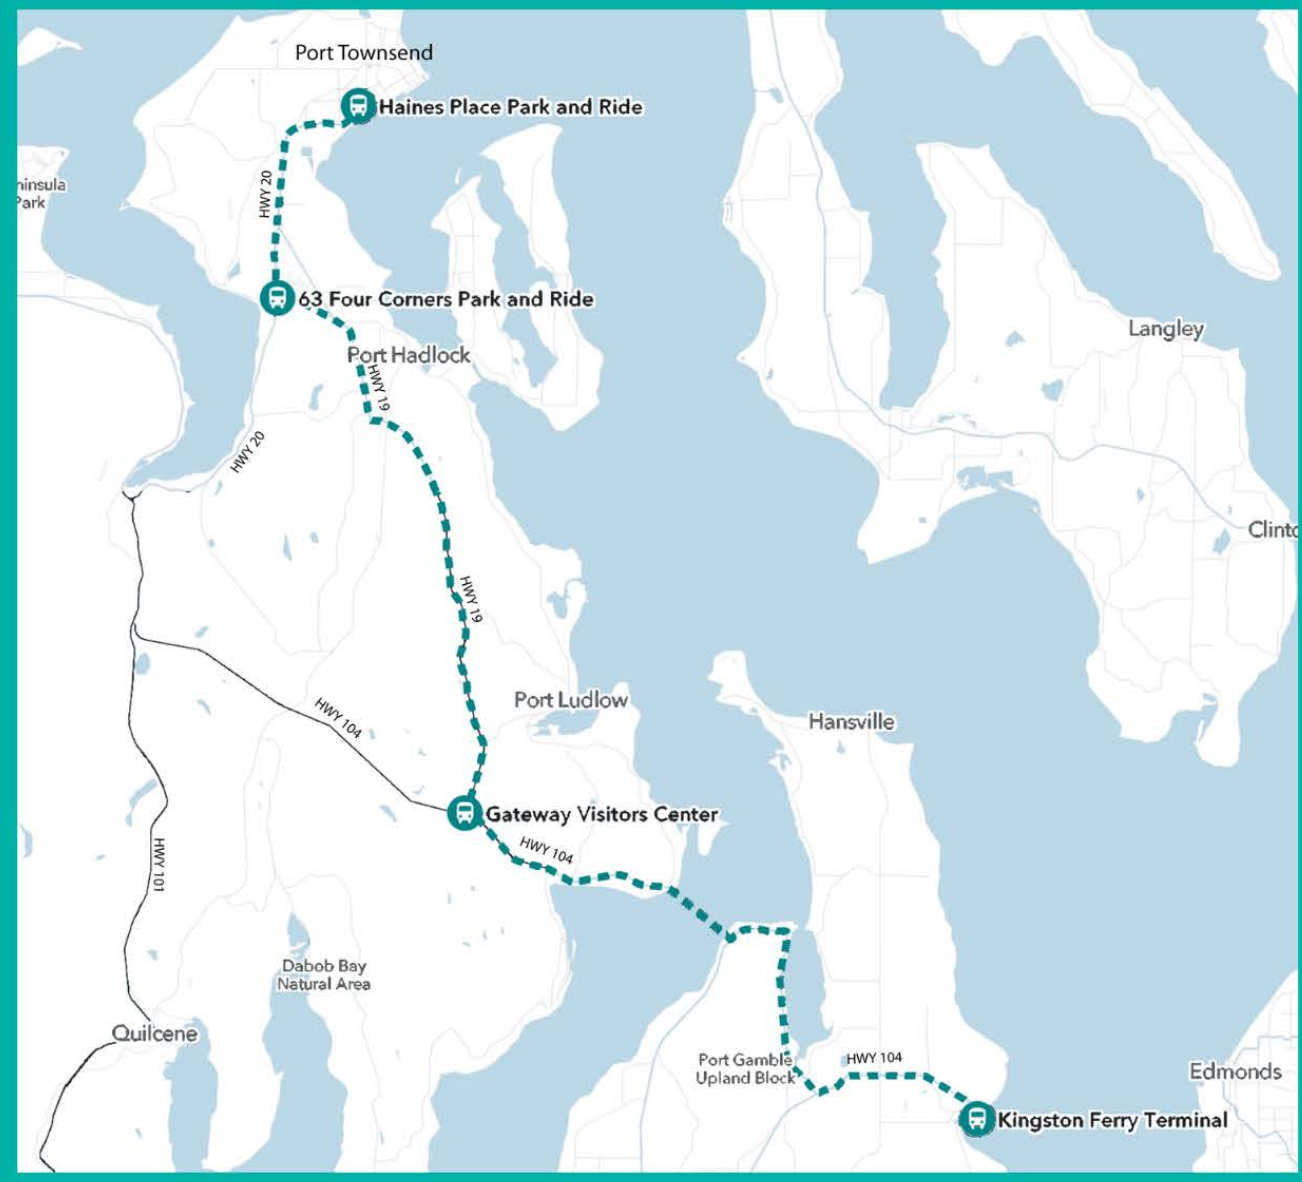 Port Townsend
Haines Place Park and Ride
HWY 20
ninsula
Park
63 Four Corners Park and Ride
Langley
Port Hadlock
HWY 19
HWY 20
Clinto
HWY 19
Port Ludlow
HWY 104
Hansville
Gateway Visitors Center
HWY 104
HWY 101
Dabob Bay
Natural Area
Quilcene
Port Gamble
Upland Block
HWY 104
Edmonds
Kingston Ferry Terminal